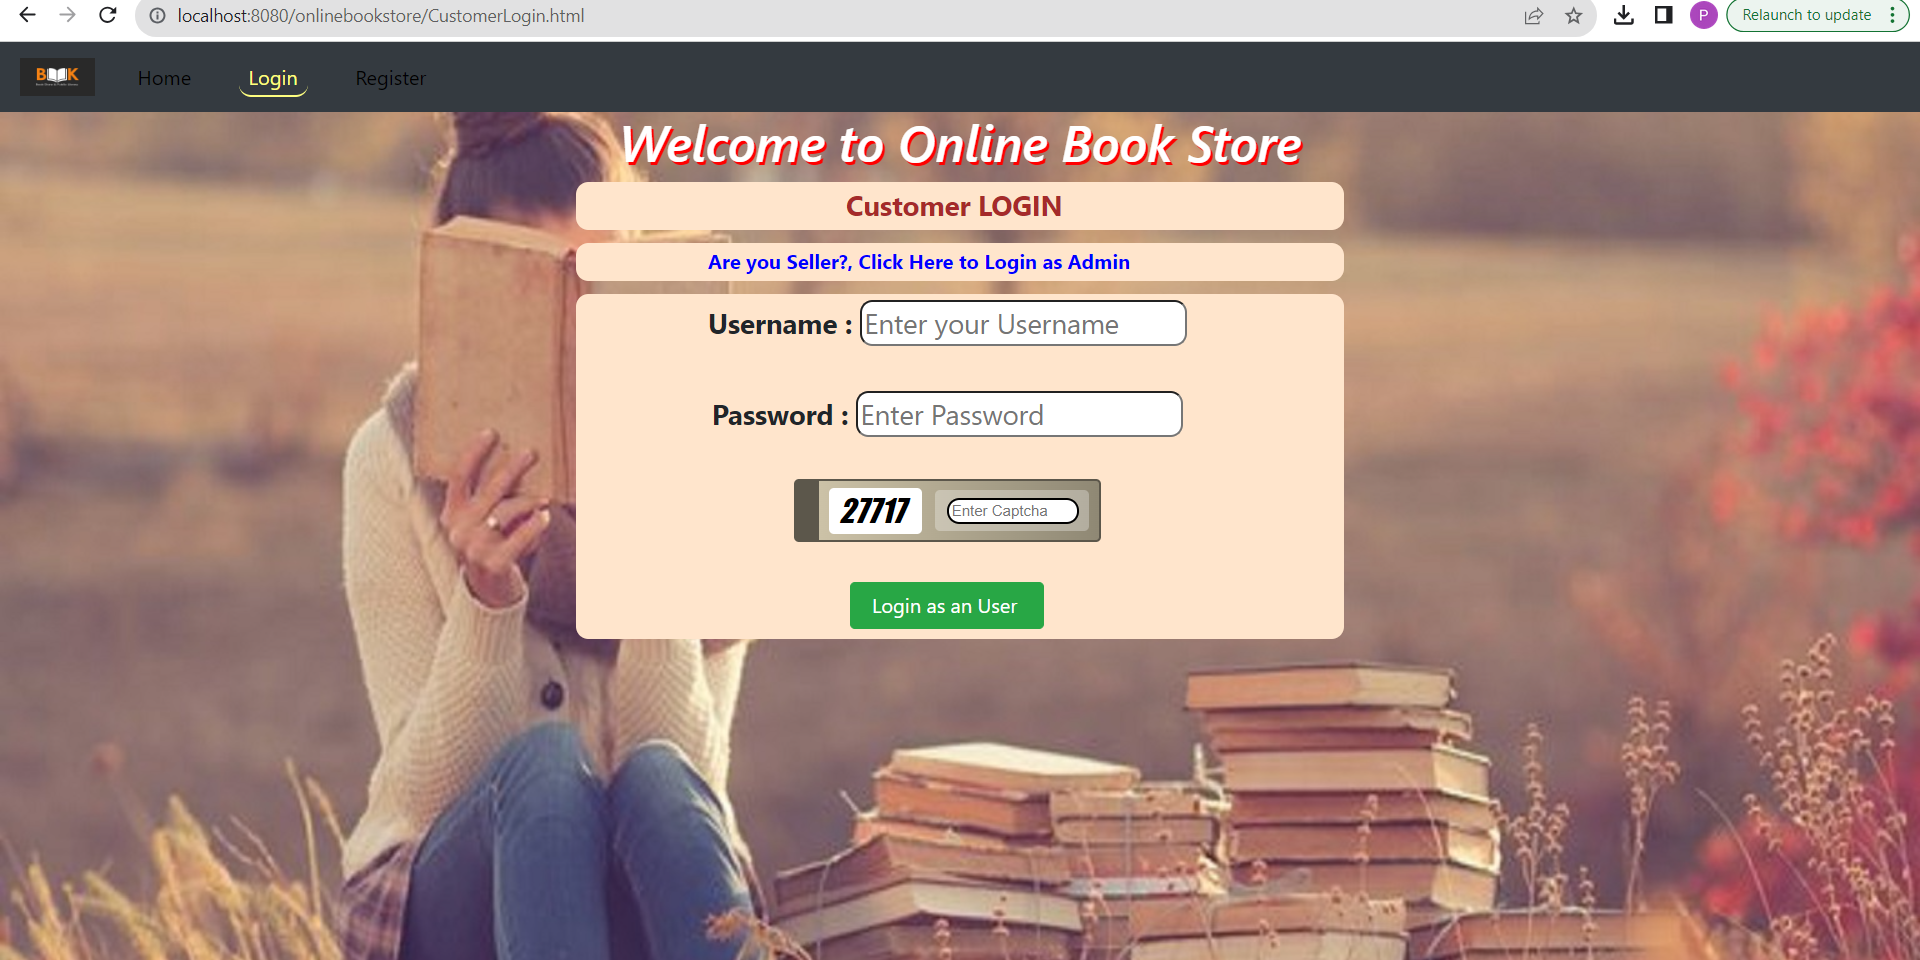 localhost:8080/onlinebookstore/CustomerLogin.html
P
Relaunch to update
BOOK
Home
Login
Register
Welcome to Online Book Store
Customer LOGIN
Are you Seller?, Click Here to Login as Admin
Username : Enter your Username
Password : Enter Password
27717 Enter Captcha
Login as an User